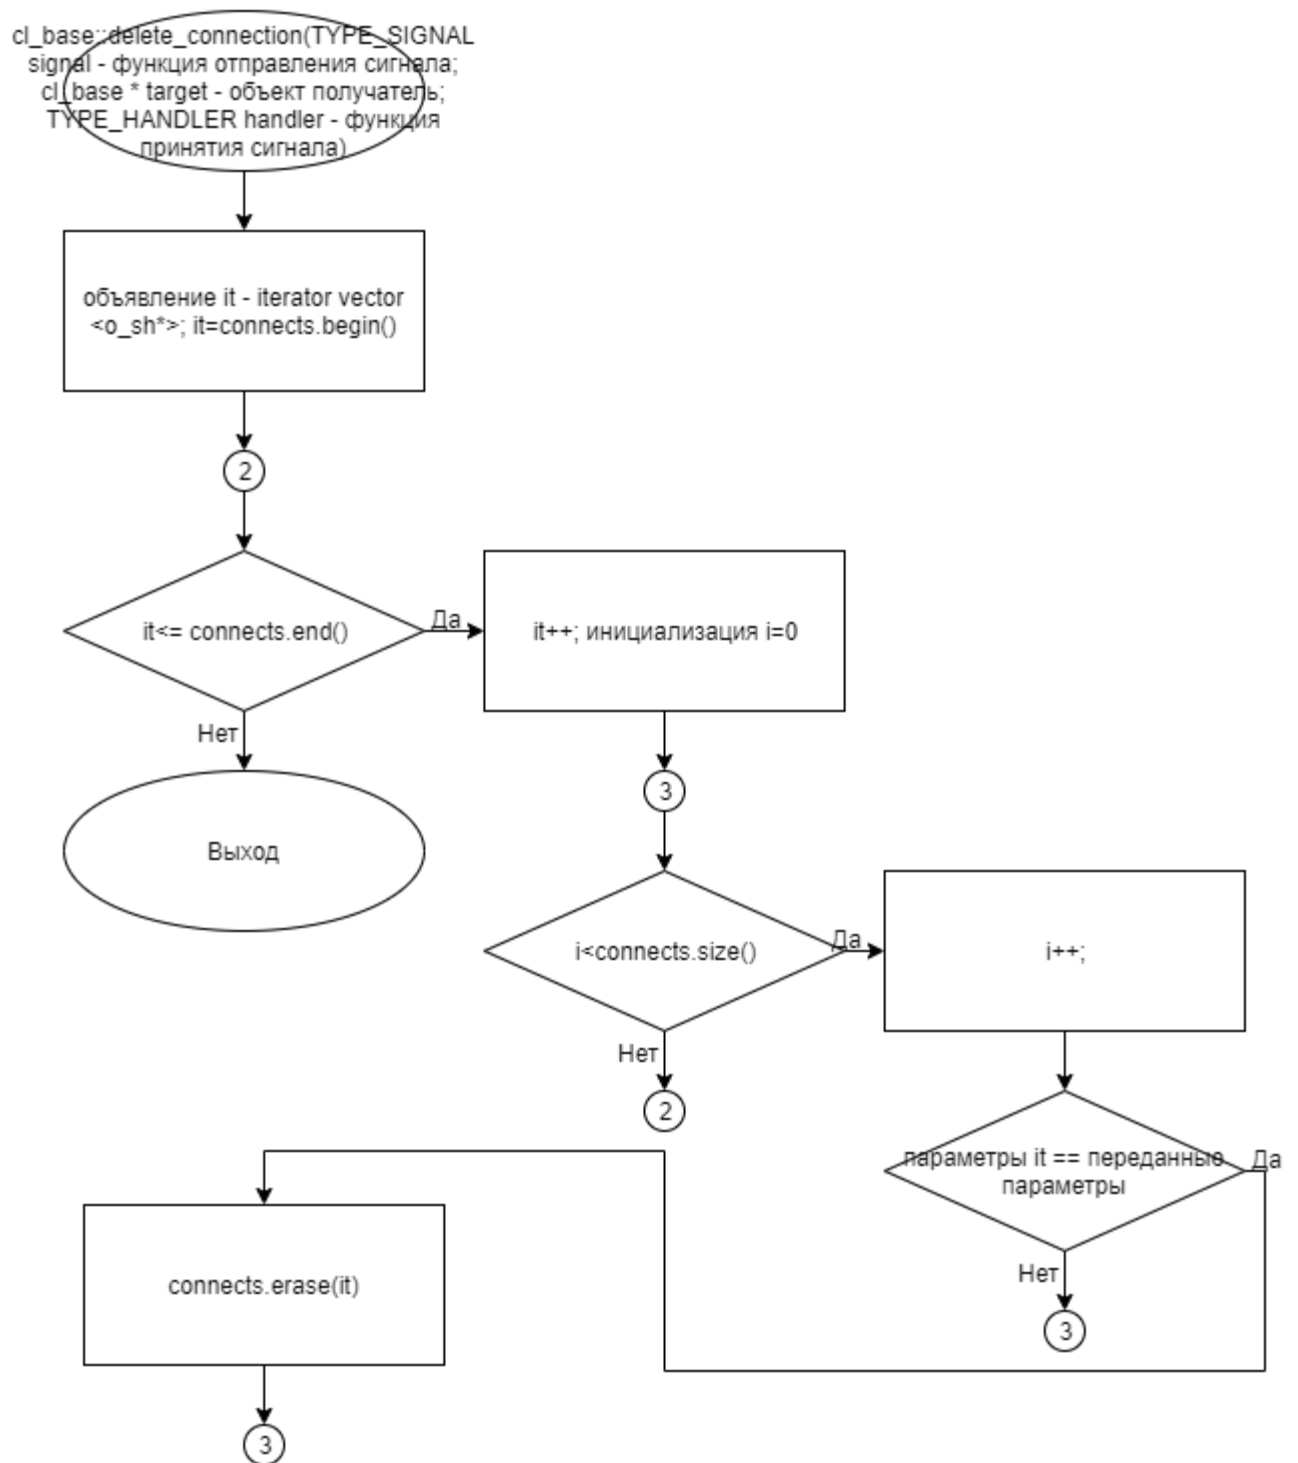 cl_base::delete_connection(TYPE_SIGNAL
signal - функция отправления сигнала;
cl_base * target - объект получатель;
TYPE_HANDLER handler - функция
принятия сигнала)
объявление it - iterator vector
<o_sh*>; it=connects.begin()
2
it<= connects.end()
Да
it++; инициализация i=0
Нет
3
Выход
i<connects.size()
Да
i++;
Нет
2
параметры it == переданные
параметры
Да
connects.erase(it)
Нет
3
3